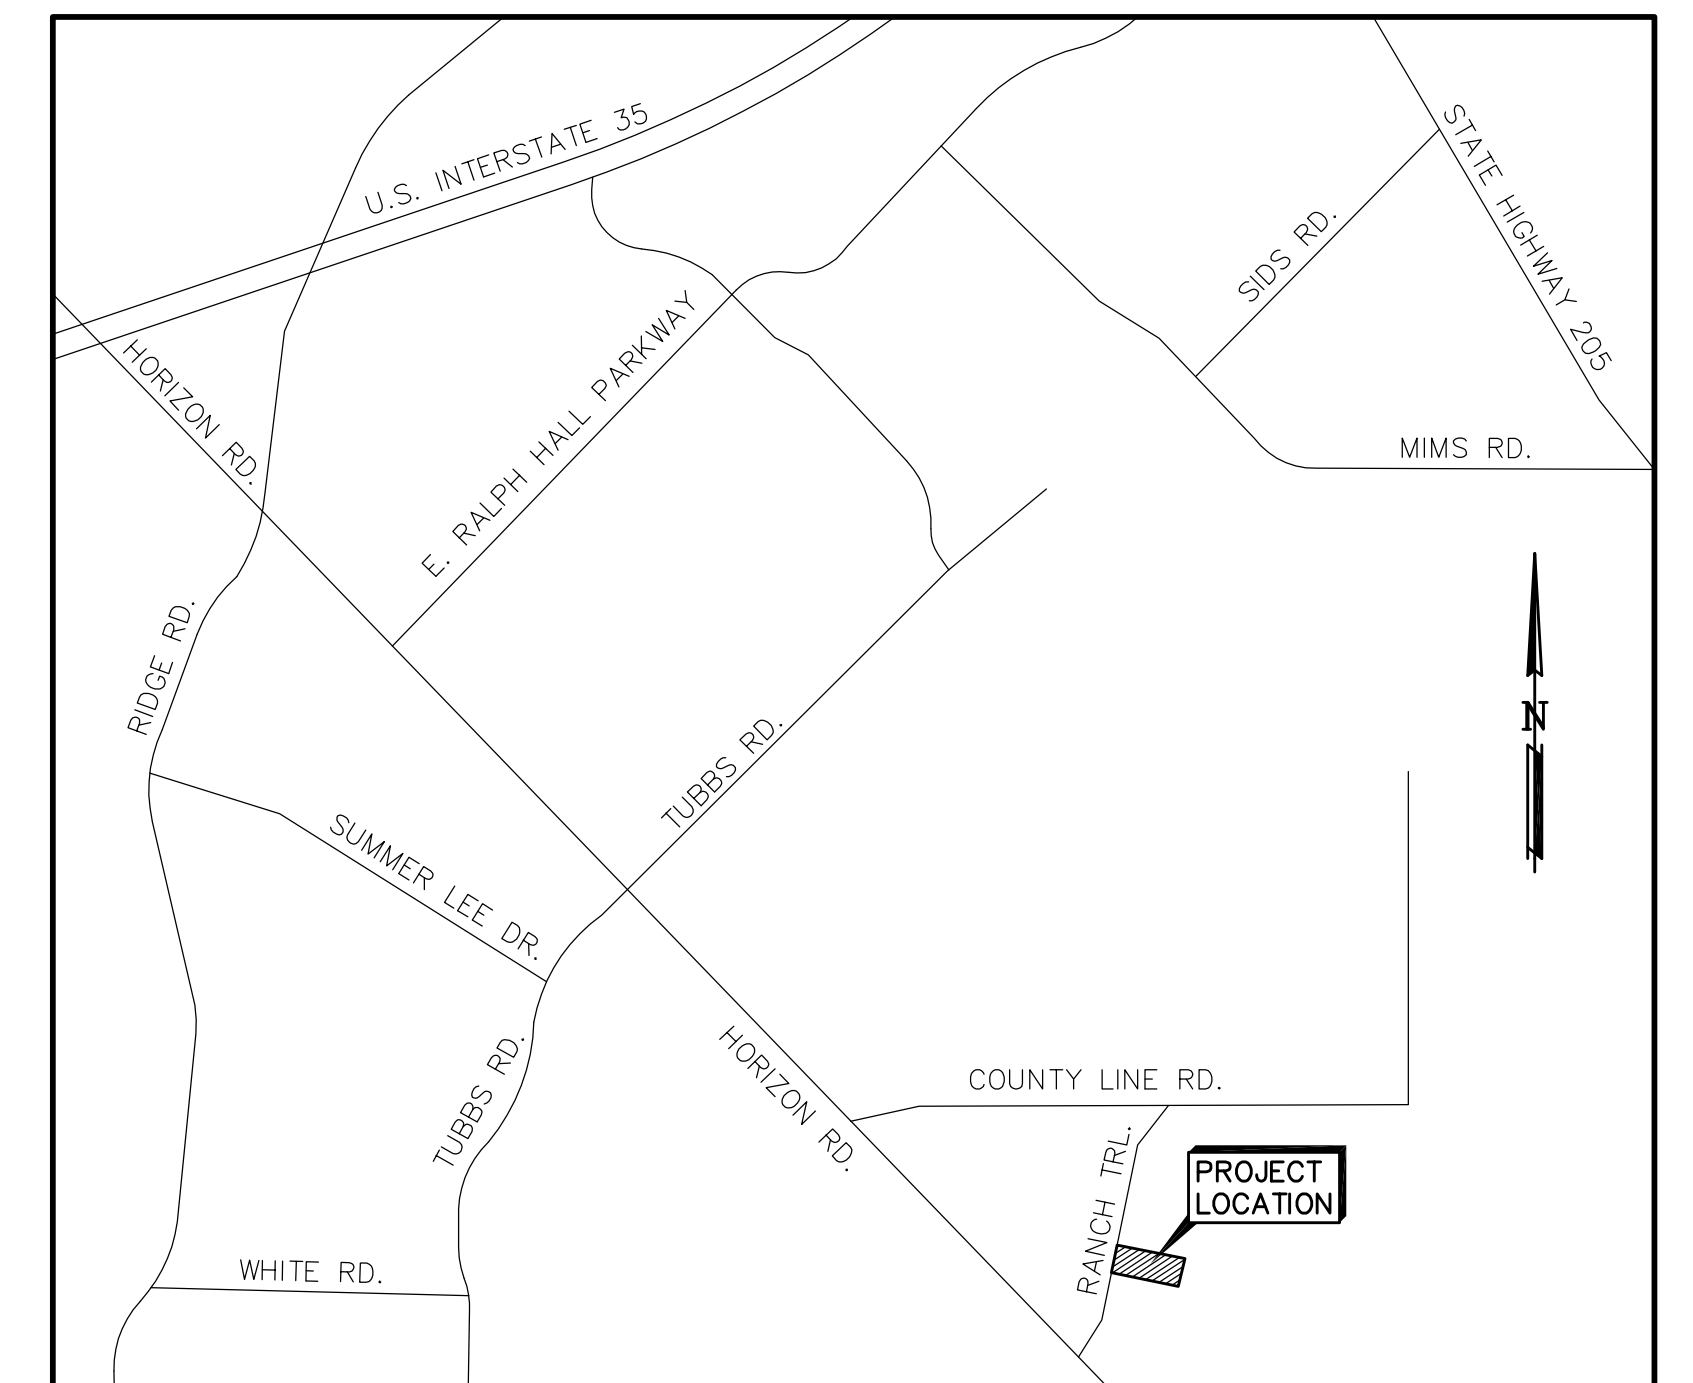 U.S. INTERSTATE 35
STATE HIGHWAY 205
SIDS RD.
HORIZON RD.
E. RALPH HALL PARKWAY
MIMS RD.
RIDGE RD.
N
TUBBS RD.
SUMMER LEE DR.
TUBBS RD.
HORIZON RD.
COUNTY LINE RD.
RANCH TRL.
PROJECT
LOCATION
WHITE RD.